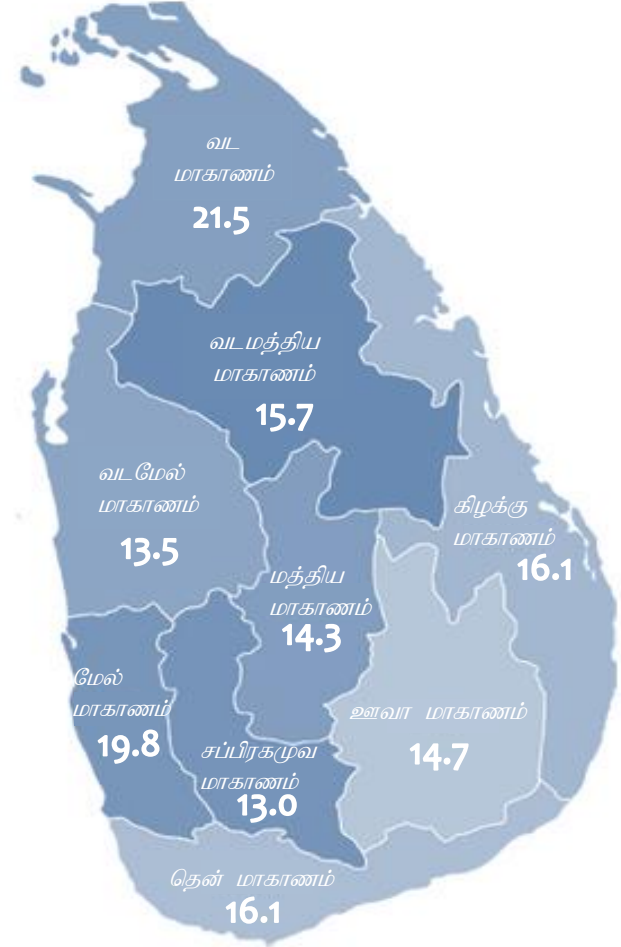 வட
மாகாணம்
21.5
வடமத்திய
மாகாணம்
15.7
வடமேல்
மாகாணம்
13.5
கிழக்கு
மாகாணம்
16.1
மத்திய
மாகாணம்
14.3
மேல்
மாகாணம்
19.8
ஊவா மாகாணம்
14.7
சப்பிரகமுவ
மாகாணம்
13.0
தென் மாகாணம்
16.1